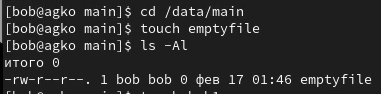 [bob@agko main]$ cd /data/main
[bob@agko main]$ touch emptyfile
[bob@agko main]$ ls -Al
итого 0
-rw-r--r--. 1 bob bob 0 фев 17 01:46 emptyfile